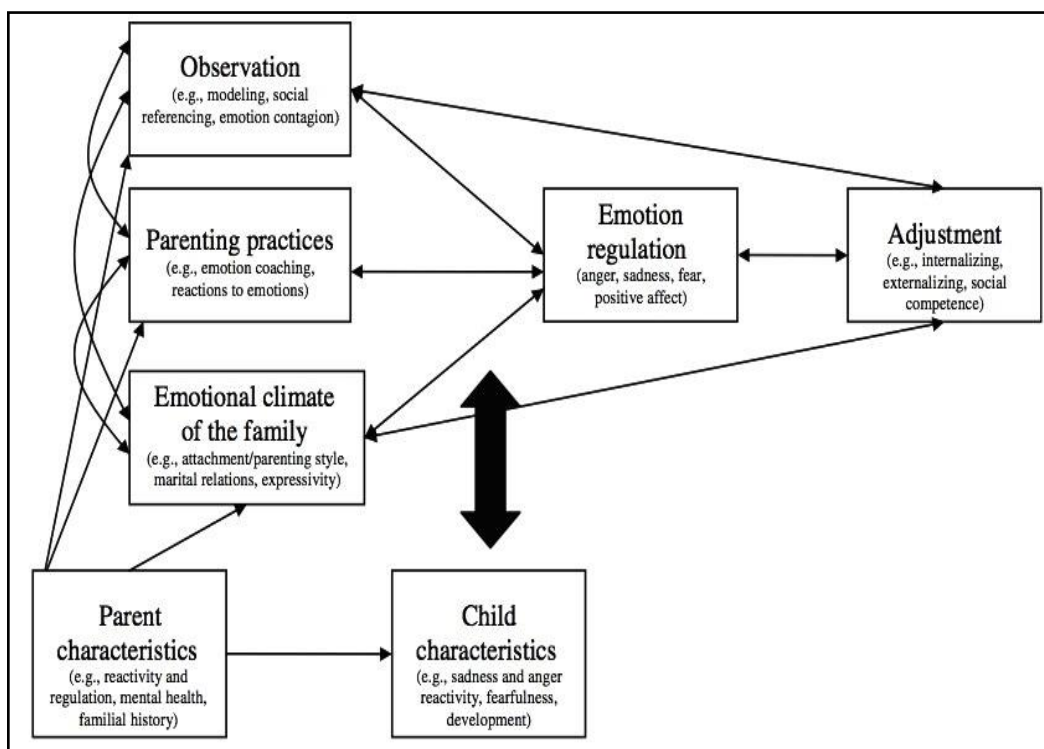 Observation
(e.g., modeling, social
referencing, emotion contagion)
Parenting practices
(e.g., emotion coaching,
reactions to emotions)
Emotion
regulation
(anger, sadness, fear,
positive affect)
Adjustment
(e.g., internalizing,
externalizing, social
competence)
Emotional climate
of the family
(e.g., attachment/parenting style,
marital relations, expressivity)
Parent
characteristics
(e.g., reactivity and
regulation, mental health,
familial history)
Child
characteristics
(e.g., sadness and anger
reactivity, fearfulness,
development)